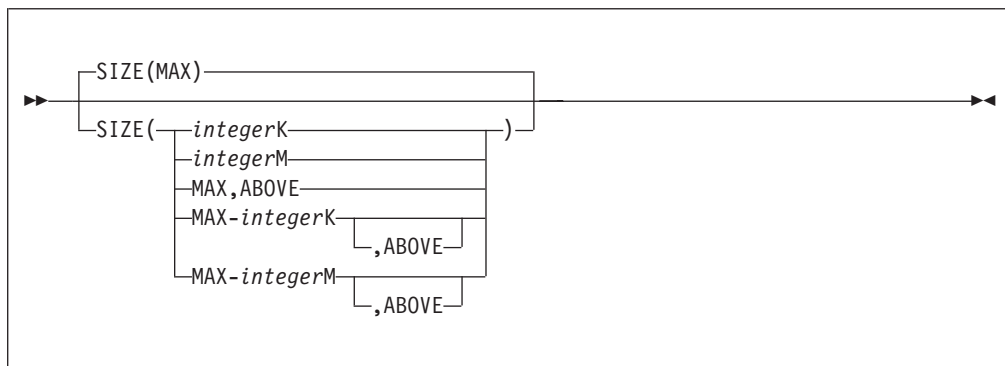 SIZE(MAX)
SIZE( integerK )
integerM
MAX,ABOVE
MAX-integerK
,ABOVE
MAX-integerM
,ABOVE